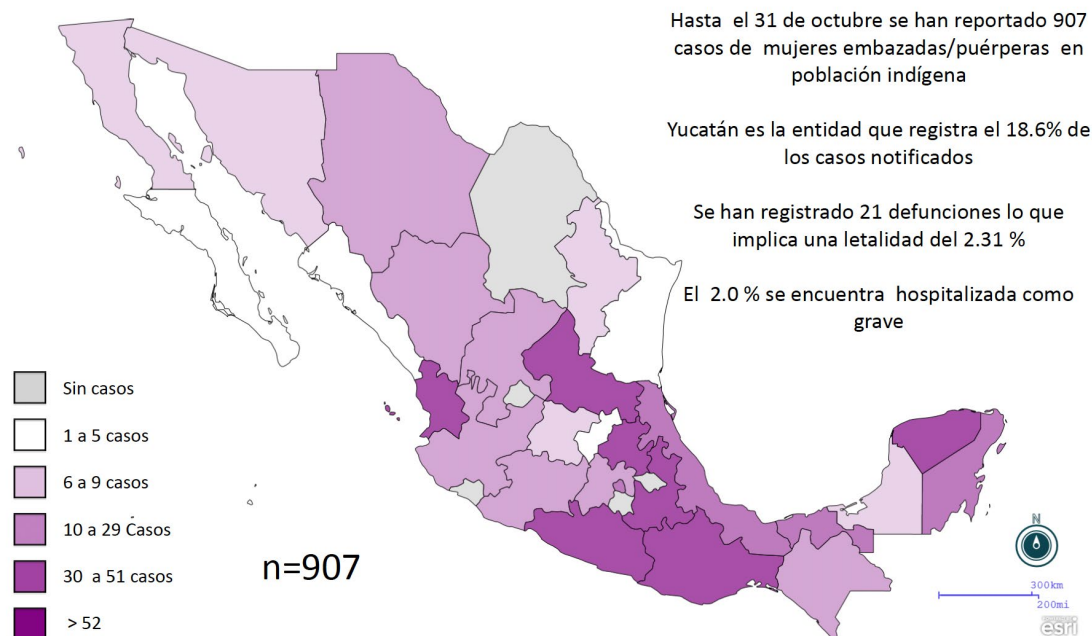 Hasta el 31 de octubre se han reportado 907
casos de mujeres embazadas/puérperas en
población indígena
Yucatán es la entidad que registra el 18.6% de
los casos notificados
Se han registrado 21 defunciones lo que
implica una letalidad del 2.31 %
El 2.0 % se encuentra hospitalizada como
grave
Sin casos
1 a 5 casos
6 a 9 casos
10 a 29 Casos
30 a 51 casos
> 52
n=907
N
300km
200mi
esri